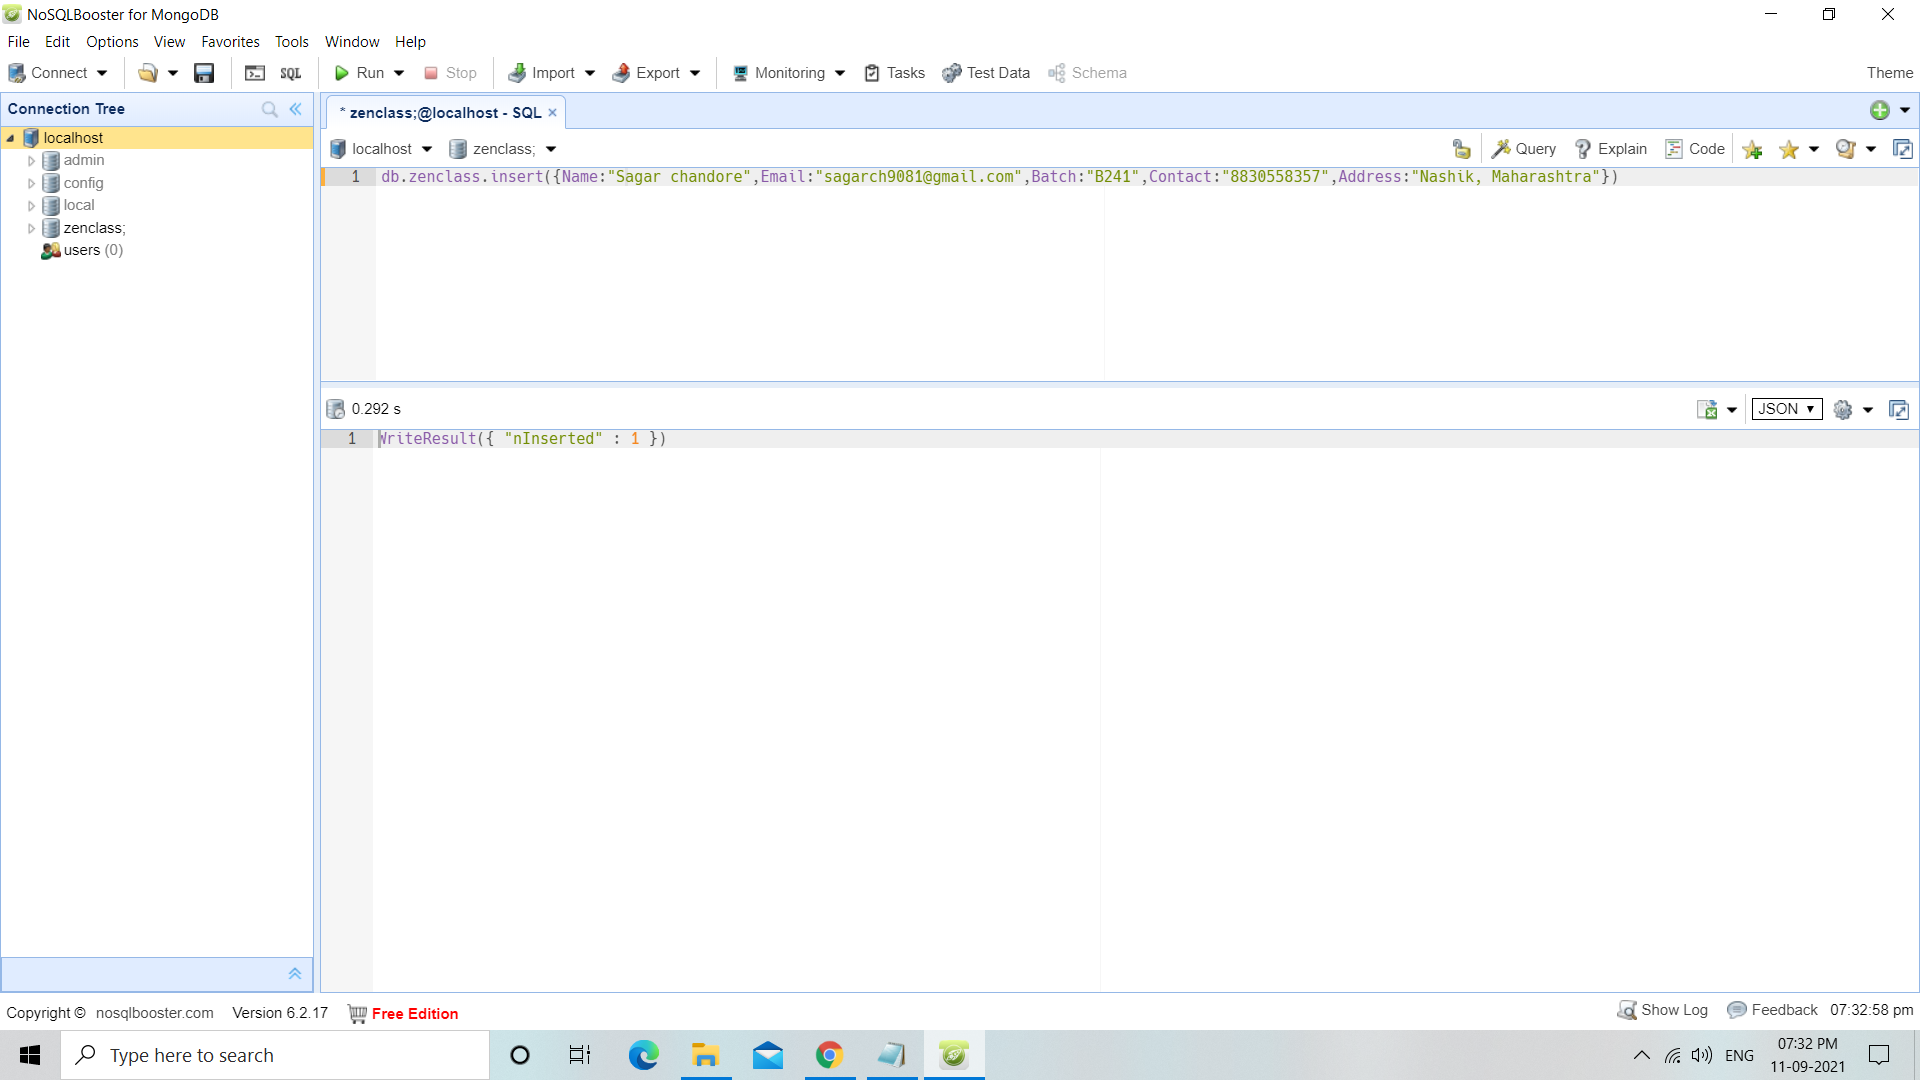 NoSQLBooster for MongoDB
File Edit Options View Favorites Tools Window Help
Connect SQL Run Stop Import Export Monitoring Tasks Test Data Schema Theme
Connection Tree
* zenclass;@localhost - SQL ×
localhost
admin
config
local
zenclass;
users (0)
localhost zenclass; Query Explain Code
1 db.zenclass.insert({Name:"Sagar chandore",Email:"sagarch9081@gmail.com",Batch:"B241",Contact:"8830558357",Address:"Nashik, Maharashtra"})
0.292 s JSON
1 WriteResult({ "nInserted" : 1 })
Copyright © nosqlbooster.com Version 6.2.17 Free Edition Show Log Feedback 07:32:58 pm
Type here to search
ENG
07:32 PM
11-09-2021